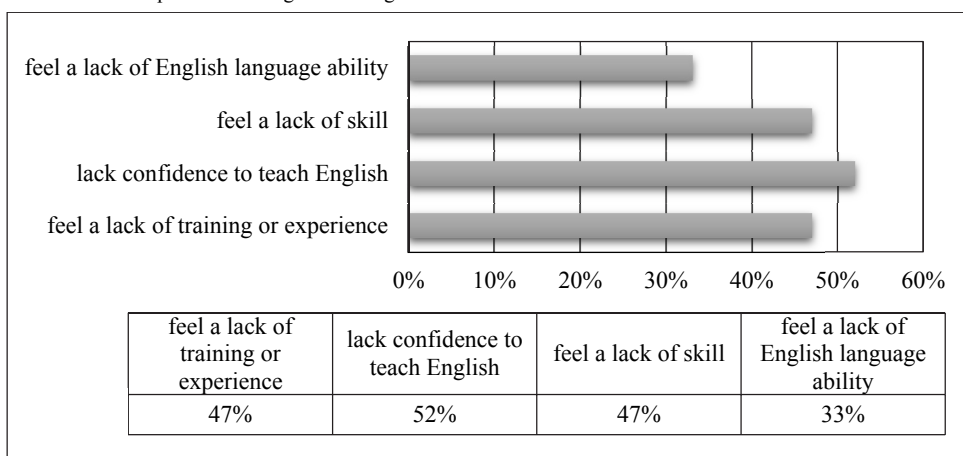 feel a lack of English language ability
feel a lack of skill
lack confidence to teach English
feel a lack of training or experience
0% 10% 20% 30% 40% 50% 60%
feel a lack of
training or
experience
lack confidence to
teach English
feel a lack of skill
feel a lack of
English language
ability
47% 52% 47% 33%